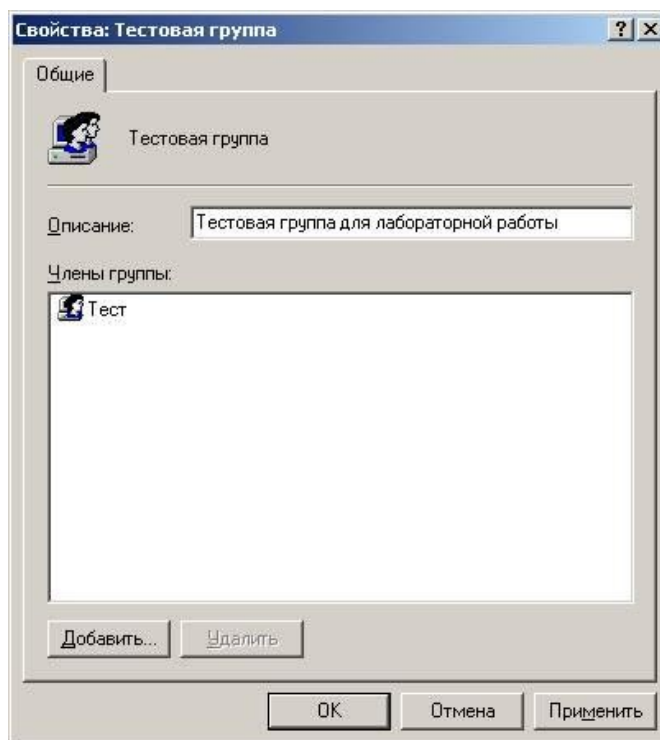 Свойства: Тестовая группа
Общие
Тестовая группа
Описание: Тестовая группа для лабораторной работы
Члены группы:
Тест
Добавить... Удалить
OK Отмена Применить